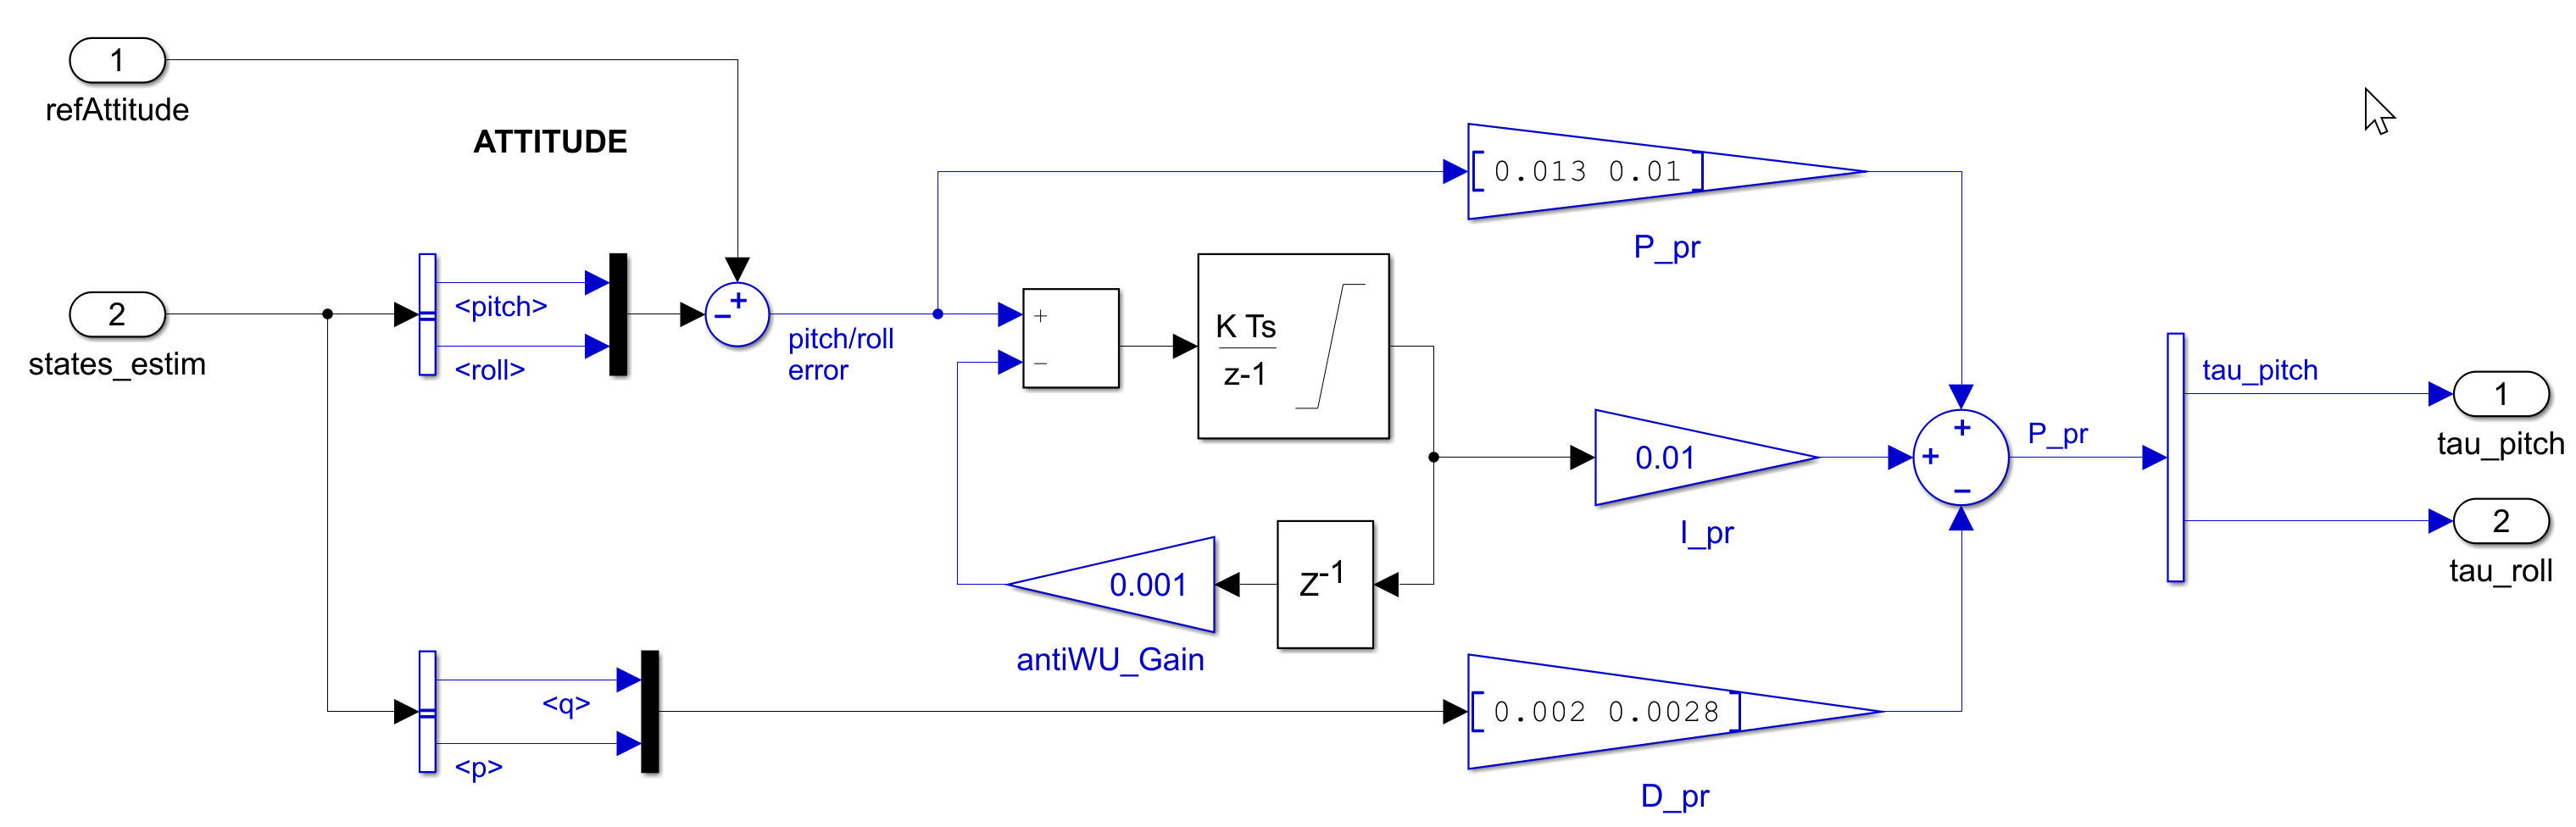 1
refAttitude
ATTITUDE
[ 0.013 0.01 ]
P_pr
2
states_estim
<pitch>
<roll>
+
−
pitch/roll
error
+
−
K Ts
z-1
0.01
I_pr
+
+
−
P_pr
tau_pitch
1
tau_pitch
2
tau_roll
0.001
antiWU_Gain
Z-1
<q>
<p>
[ 0.002 0.0028 ]
D_pr